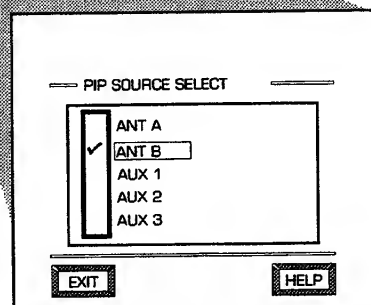 PIP SOURCE SELECT
ANT A
✓ ANT B
AUX 1
AUX 2
AUX 3
EXIT HELP